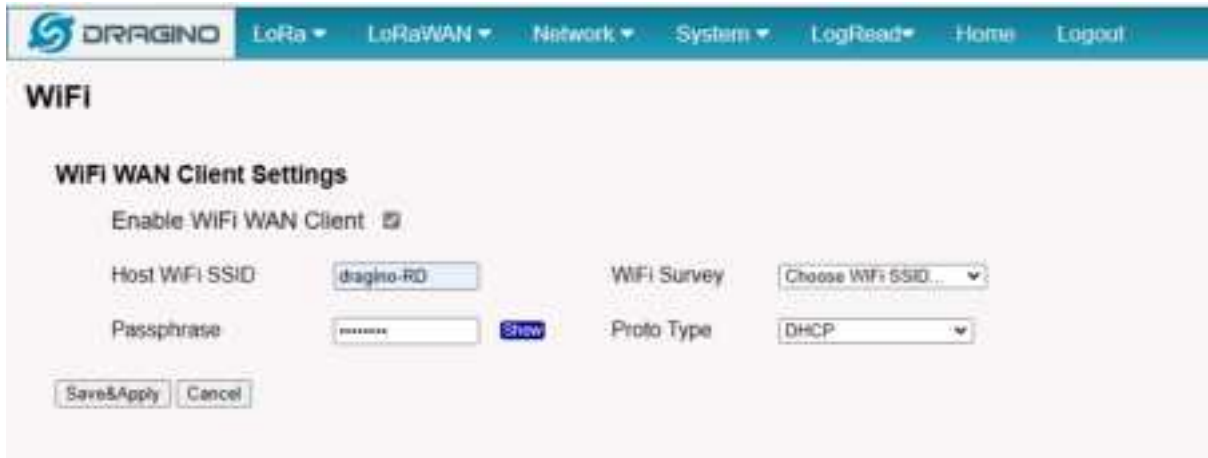 DRAGINO LoRa LoRaWAN Network System LogRead Home Logout
WiFi
WiFi WAN Client Settings
Enable WiFi WAN Client
Host WiFi SSID dragino-RD WiFi Survey Choose WiFi SSID...
Passphrase •••••••• Show Proto Type DHCP
Save&Apply Cancel